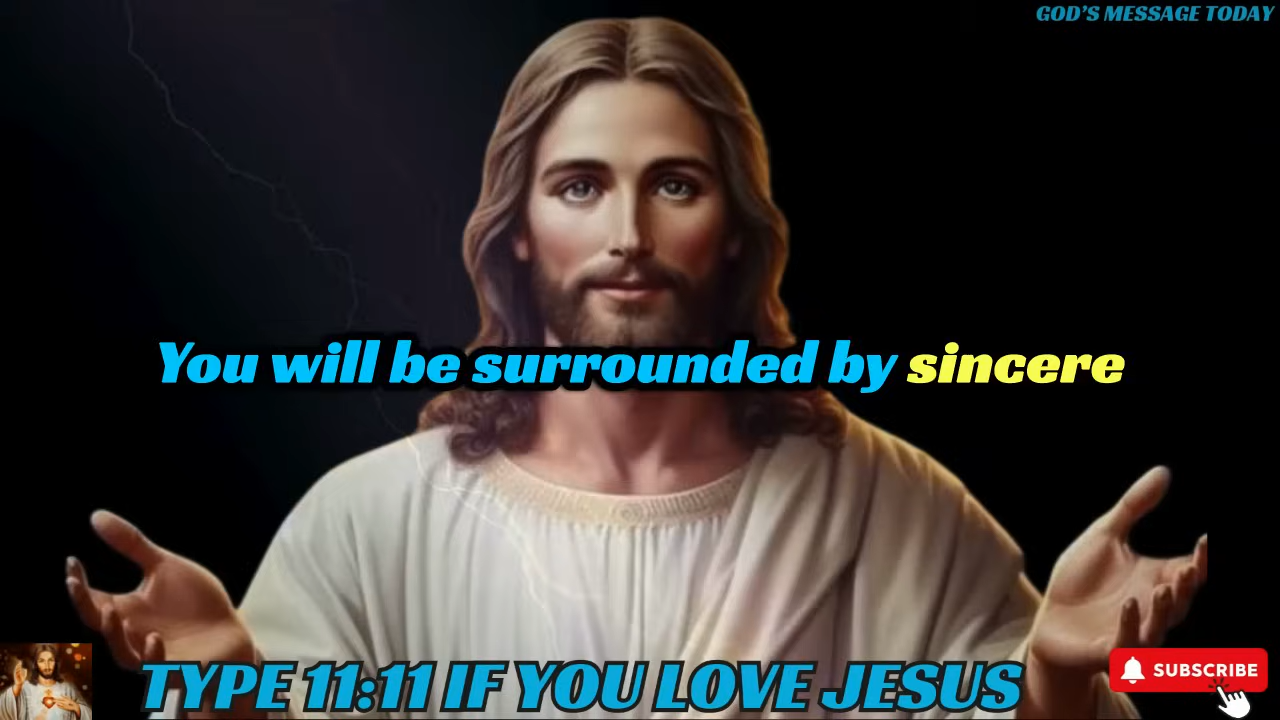 GOD'S MESSAGE TODAY
You will be surrounded by sincere
TYPE 11:11 IF YOU LOVE JESUS
SUBSCRIBE